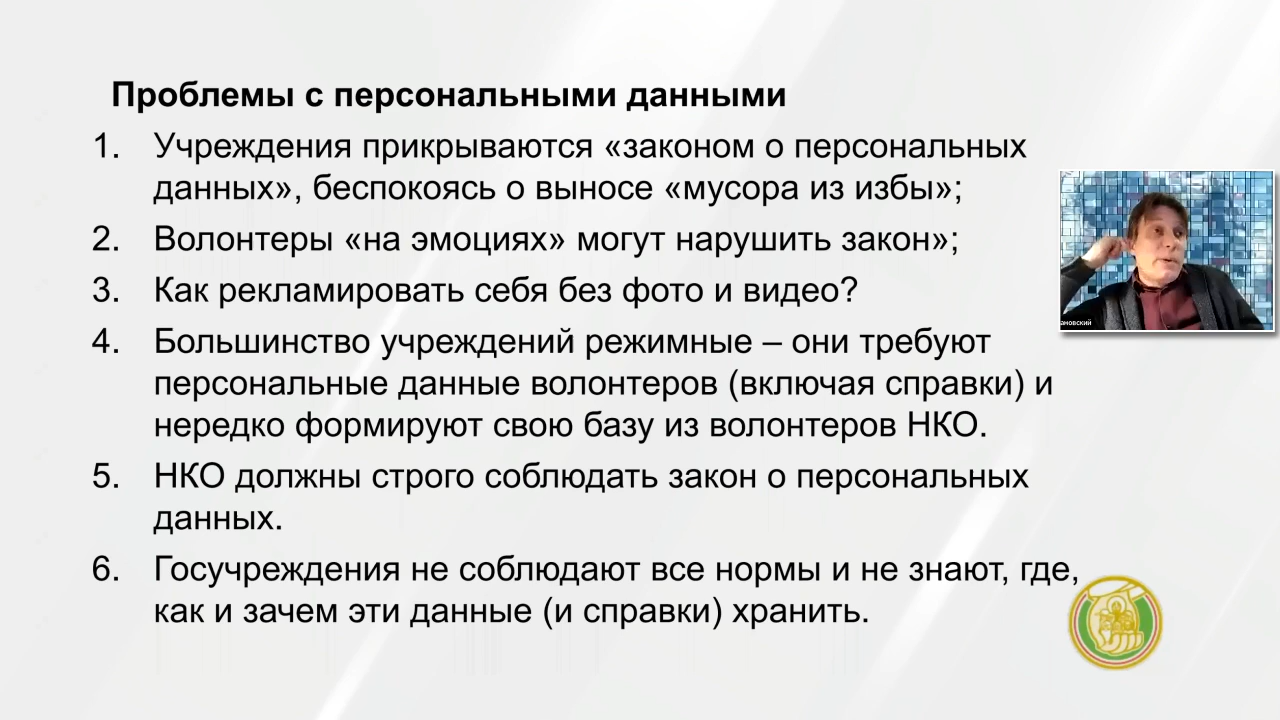 Проблемы с персональными данными
1. Учреждения прикрываются «законом о персональных
данных», беспокоясь о выносе «мусора из избы»;
2. Волонтеры «на эмоциях» могут нарушить закон»;
3. Как рекламировать себя без фото и видео?
4. Большинство учреждений режимные – они требуют
персональные данные волонтеров (включая справки) и
нередко формируют свою базу из волонтеров НКО.
5. НКО должны строго соблюдать закон о персональных
данных.
6. Госучреждения не соблюдают все нормы и не знают, где,
как и зачем эти данные (и справки) хранить.
ановский